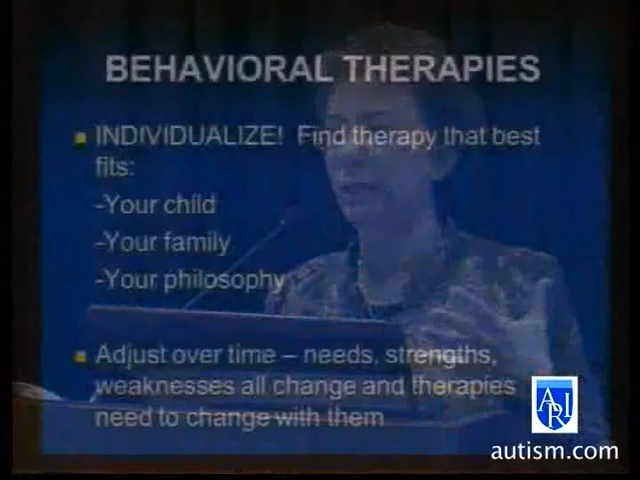 BEHAVIORAL THERAPIES
INDIVIDUALIZE! Find therapy that best
fits:
-Your child
-Your family
-Your philosophy
Adjust over time – needs, strengths,
weaknesses all change and therapies
need to change with them
ARI
autism.com